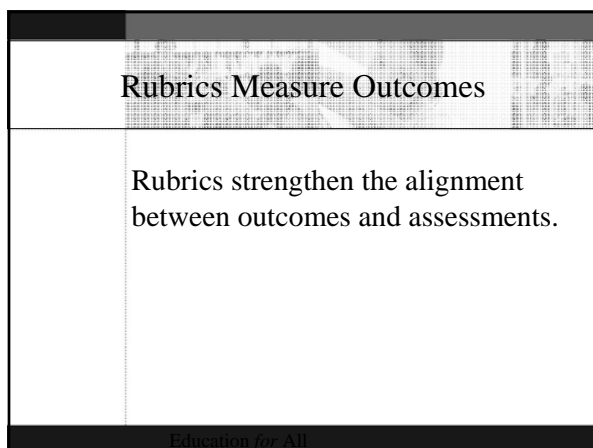 Rubrics Measure Outcomes
Rubrics strengthen the alignment
between outcomes and assessments.
Education for All